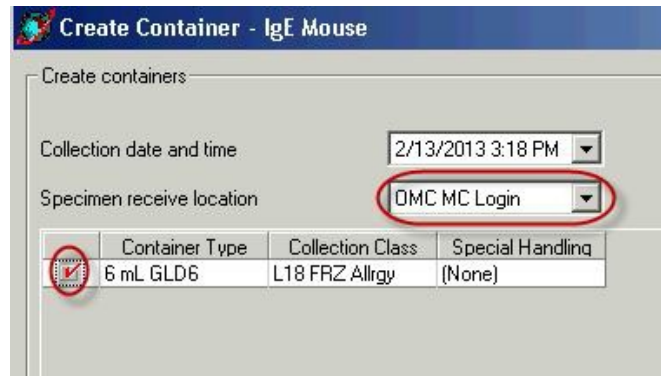 Create Container - IgE Mouse
Create containers
Collection date and time 2/13/2013 3:18 PM
Specimen receive location OMC MC Login
Container Type Collection Class Special Handling
6 mL GLD6 L18 FRZ Allrgy (None)